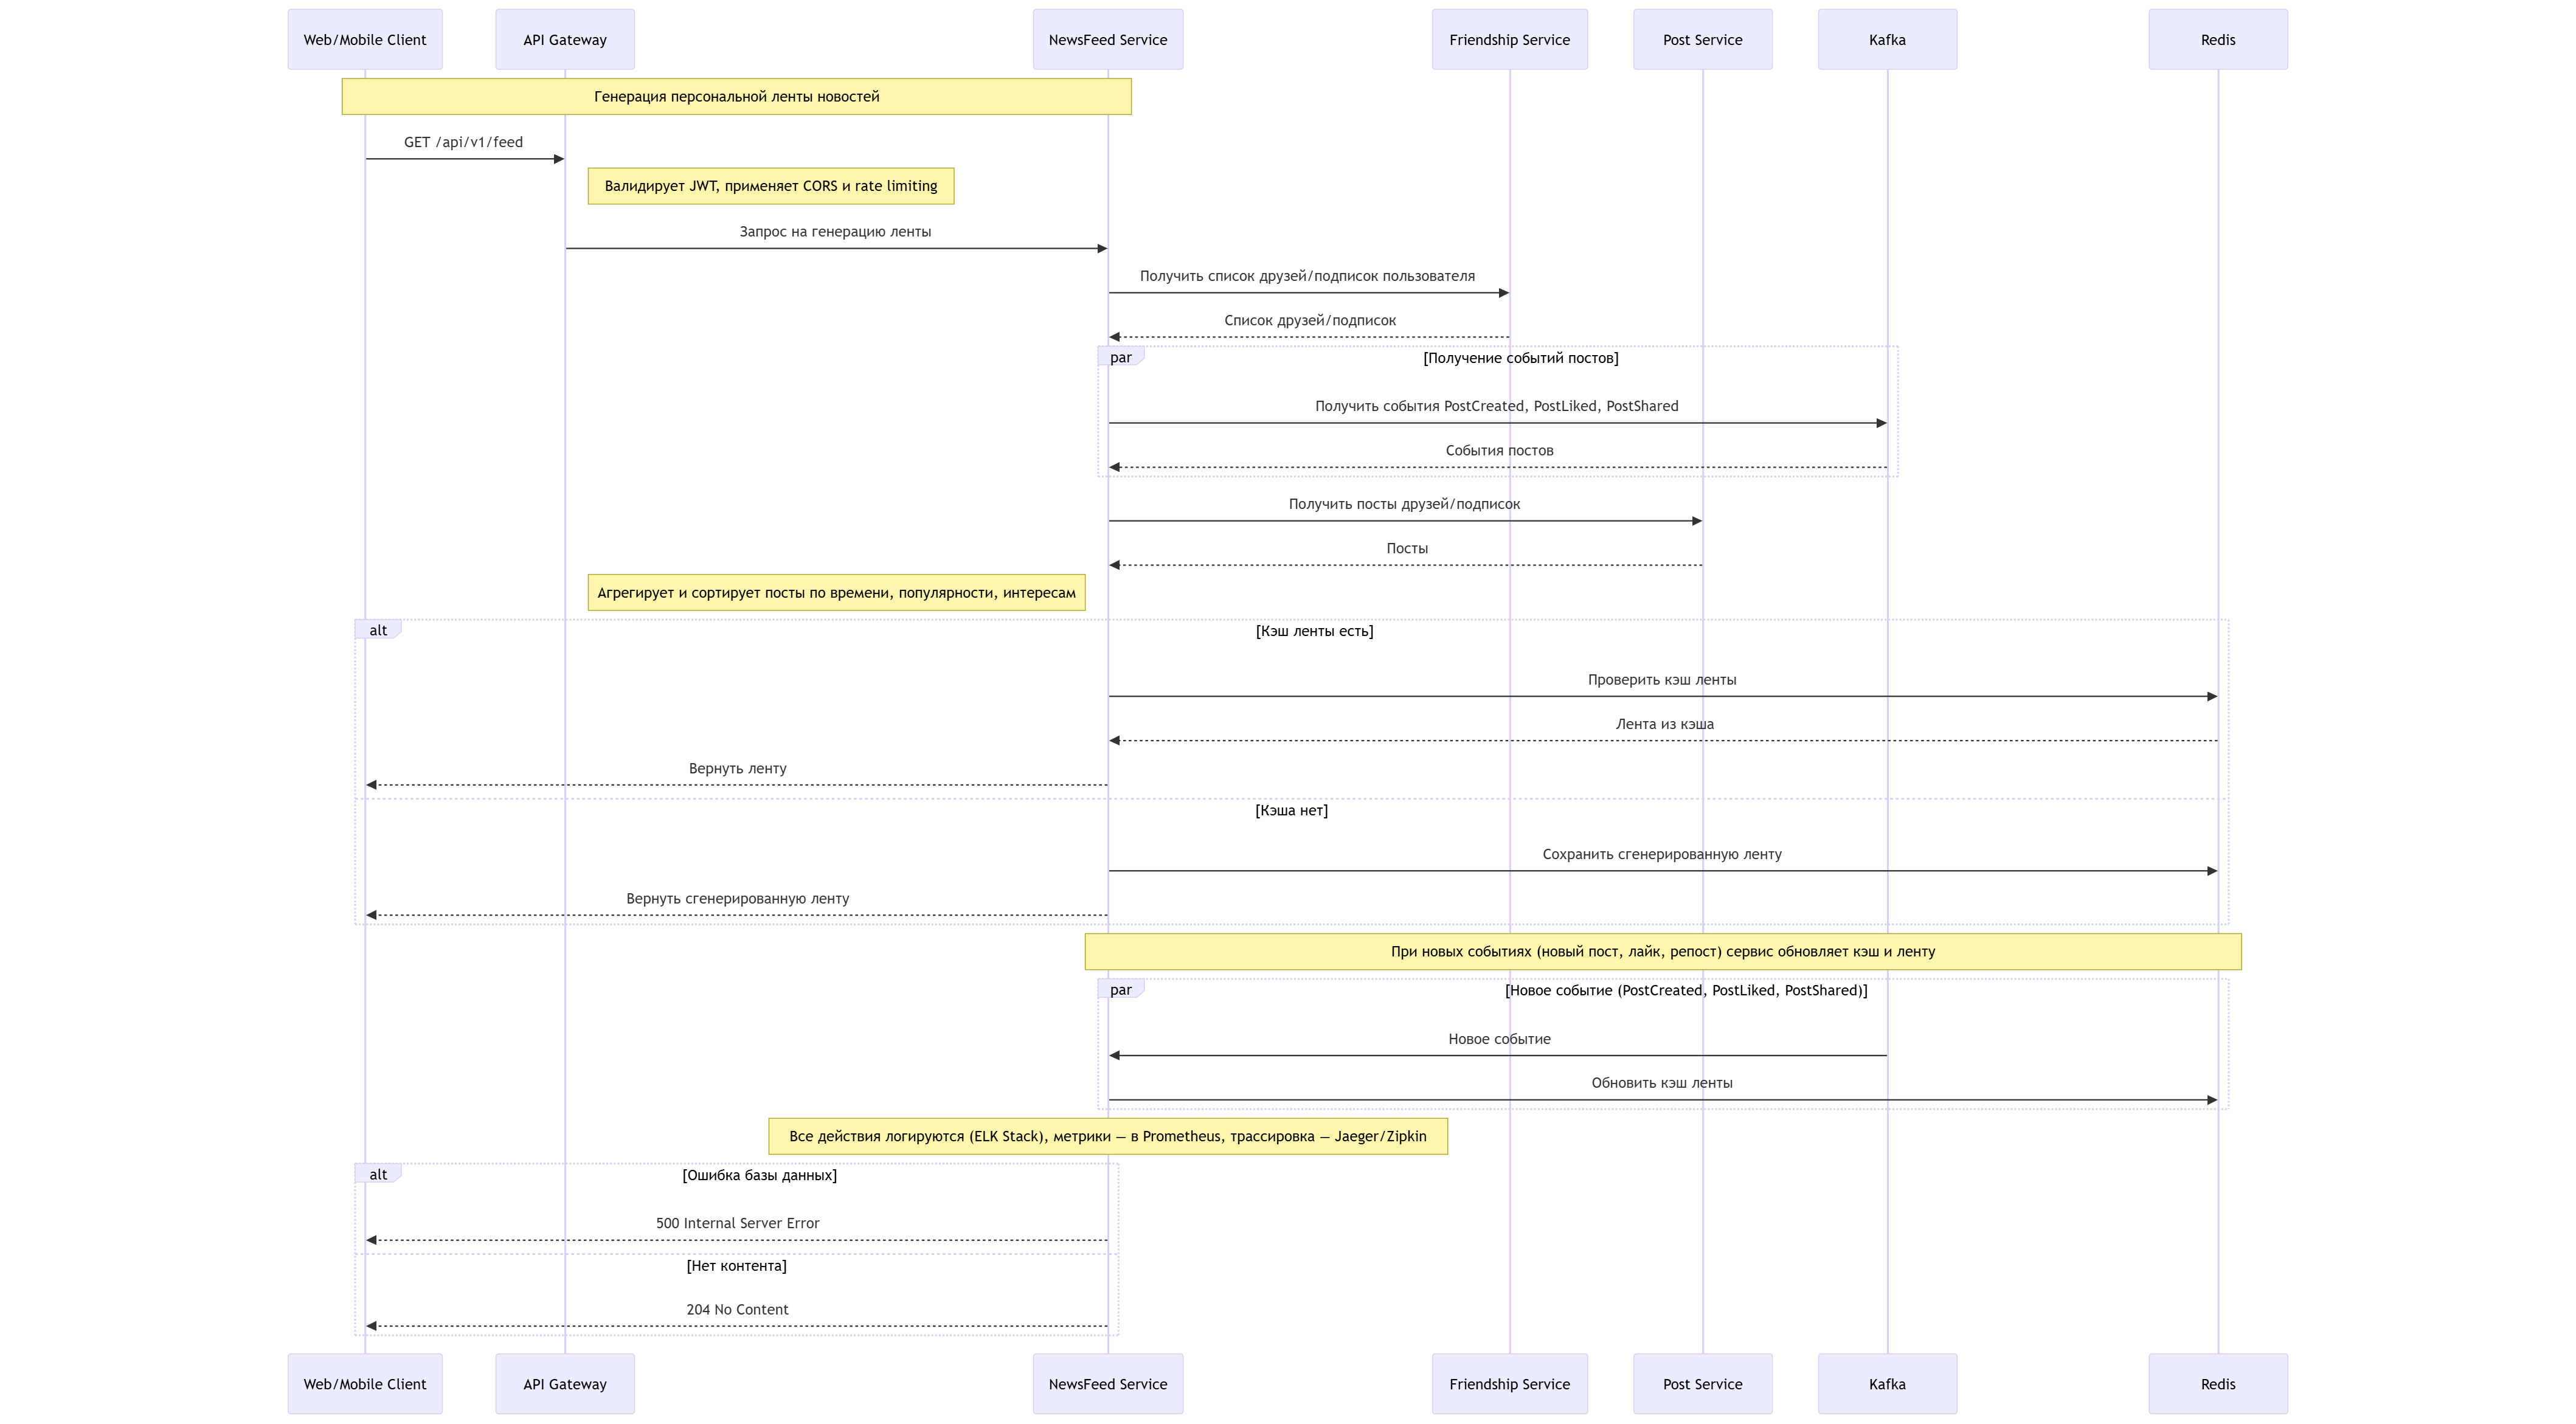 Web/Mobile Client
API Gateway
NewsFeed Service
Friendship Service
Post Service
Kafka
Redis
Генерация персональной ленты новостей
GET /api/v1/feed
Валидирует JWT, применяет CORS и rate limiting
Запрос на генерацию ленты
Получить список друзей/подписок пользователя
Список друзей/подписок
par
[Получение событий постов]
Получить события PostCreated, PostLiked, PostShared
События постов
Получить посты друзей/подписок
Посты
Агрегирует и сортирует посты по времени, популярности, интересам
alt
[Кэш ленты есть]
Проверить кэш ленты
Лента из кэша
Вернуть ленту
[Кэша нет]
Сохранить сгенерированную ленту
Вернуть сгенерированную ленту
При новых событиях (новый пост, лайк, репост) сервис обновляет кэш и ленту
par
[Новое событие (PostCreated, PostLiked, PostShared)]
Новое событие
Обновить кэш ленты
Все действия логируются (ELK Stack), метрики — в Prometheus, трассировка — Jaeger/Zipkin
alt
[Ошибка базы данных]
500 Internal Server Error
[Нет контента]
204 No Content
Web/Mobile Client
API Gateway
NewsFeed Service
Friendship Service
Post Service
Kafka
Redis